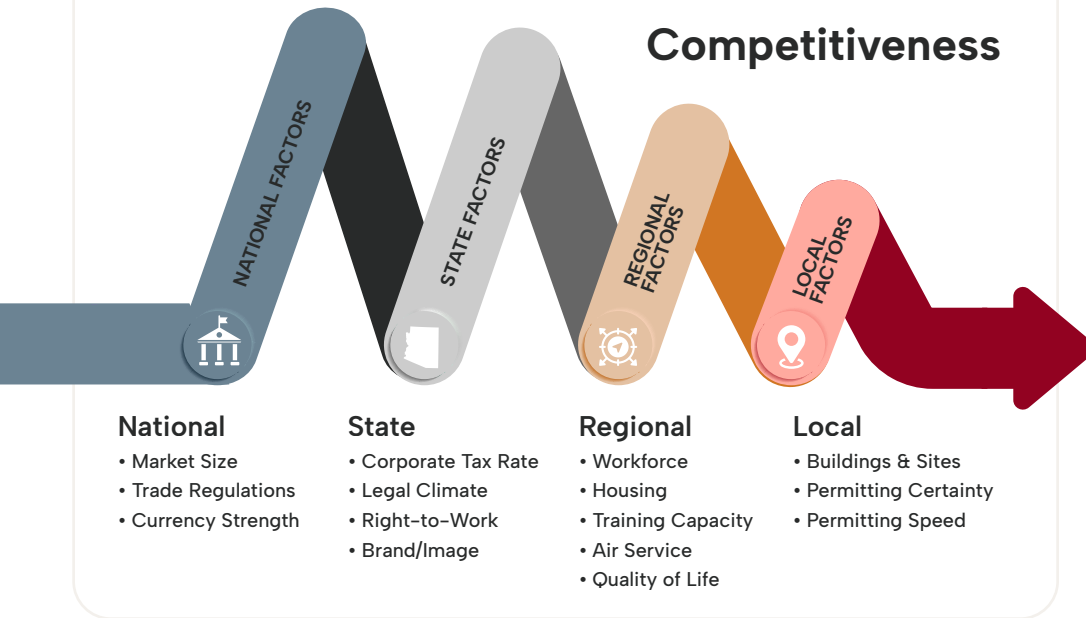 Competitiveness
NATIONAL FACTORS
STATE FACTORS
REGIONAL
FACTORS
LOCAL
FACTORS
National
• Market Size
• Trade Regulations
• Currency Strength
State
• Corporate Tax Rate
• Legal Climate
• Right-to-Work
• Brand/Image
Regional
• Workforce
• Housing
• Training Capacity
• Air Service
• Quality of Life
Local
• Buildings & Sites
• Permitting Certainty
• Permitting Speed